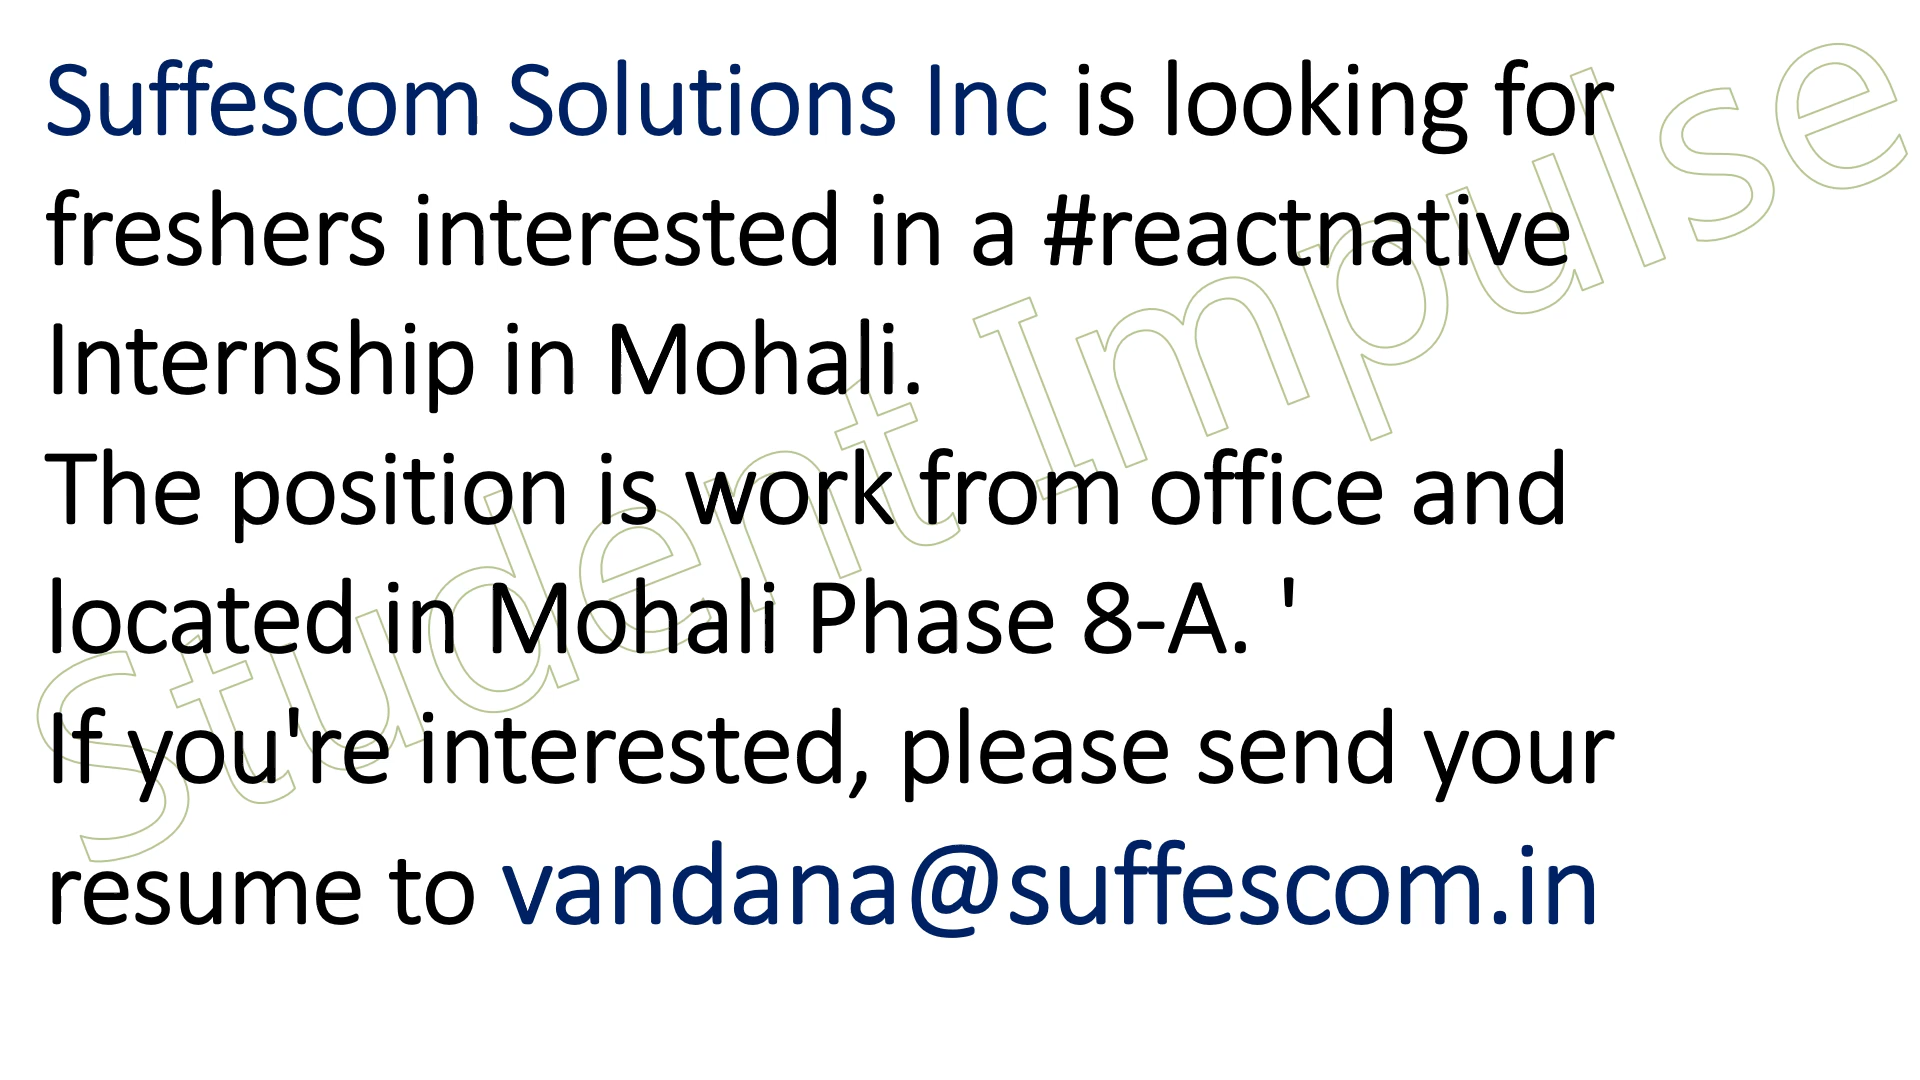 Suffescom Solutions Inc is looking for
freshers interested in a #reactnative
Internship in Mohali.
The position is work from office and
located in Mohali Phase 8-A. '
If you're interested, please send your
resume to vandana@suffescom.in
Student Impulse